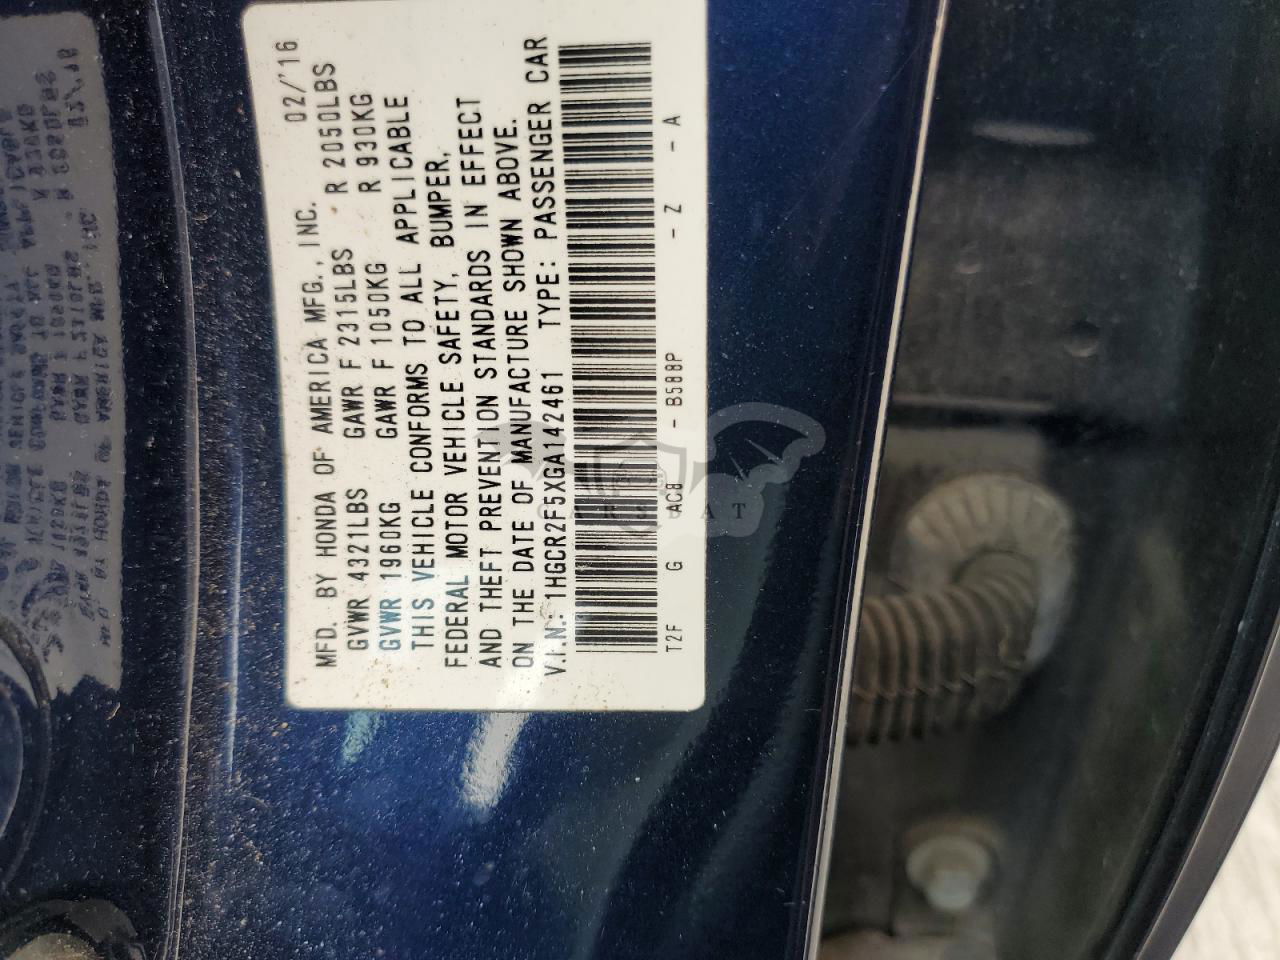 MFD. BY HONDA OF AMERICA MFG., INC. 02/'16
GVWR 4321LBS GAWR F 2315LBS R 2050LBS
GVWR 1960KG GAWR F 1050KG R 930KG
THIS VEHICLE CONFORMS TO ALL APPLICABLE
FEDERAL MOTOR VEHICLE SAFETY, BUMPER,
AND THEFT PREVENTION STANDARDS IN EFFECT
ON THE DATE OF MANUFACTURE SHOWN ABOVE.
V.I.N.: 1HGCR2F5XGA142461 TYPE: PASSENGER CAR
T2F G AC8 - B588P - Z - A